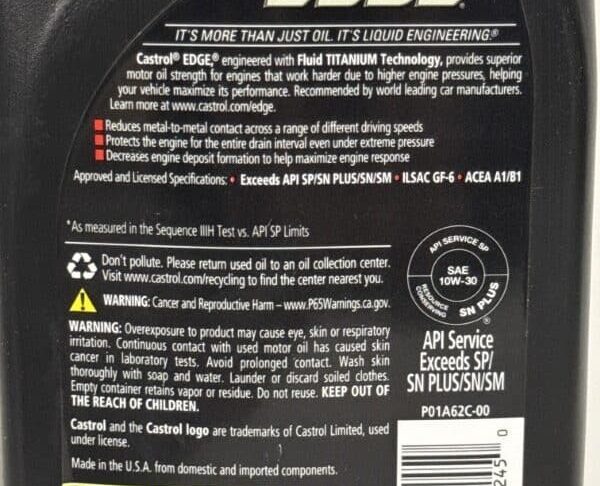 IT'S MORE THAN JUST OIL. IT'S LIQUID ENGINEERING®
Castrol® EDGE® engineered with Fluid TITANIUM Technology, provides superior
motor oil strength for engines that work harder due to higher engine pressures, helping
your vehicle maximize its performance. Recommended by world leading car manufacturers.
Learn more at www.castrol.com/edge.
Reduces metal-to-metal contact across a range of different driving speeds
Protects the engine for the entire drain interval even under extreme pressure
Decreases engine deposit formation to help maximize engine response
Approved and Licensed Specifications: • Exceeds API SP/SN PLUS/SN/SM • ILSAC GF-6 • ACEA A1/B1
*As measured in the Sequence IIIH Test vs. API SP Limits
Don't pollute. Please return used oil to an oil collection center.
Visit www.castrol.com/recycling to find the center nearest you.
WARNING: Cancer and Reproductive Harm – www.P65Warnings.ca.gov.
WARNING: Overexposure to product may cause eye, skin or respiratory
irritation. Continuous contact with used motor oil has caused skin
cancer in laboratory tests. Avoid prolonged contact. Wash skin
thoroughly with soap and water. Launder or discard soiled clothes.
Empty container retains vapor or residue. Do not reuse. KEEP OUT OF
THE REACH OF CHILDREN.
Castrol and the Castrol logo are trademarks of Castrol Limited, used
under license.
Made in the U.S.A. from domestic and imported components.
API SERVICE SP
SAE
10W-30
RESOURCE
CONSERVING
SN PLUS
®
API Service
Exceeds SP/
SN PLUS/SN/SM
P01A62C-00
245 0